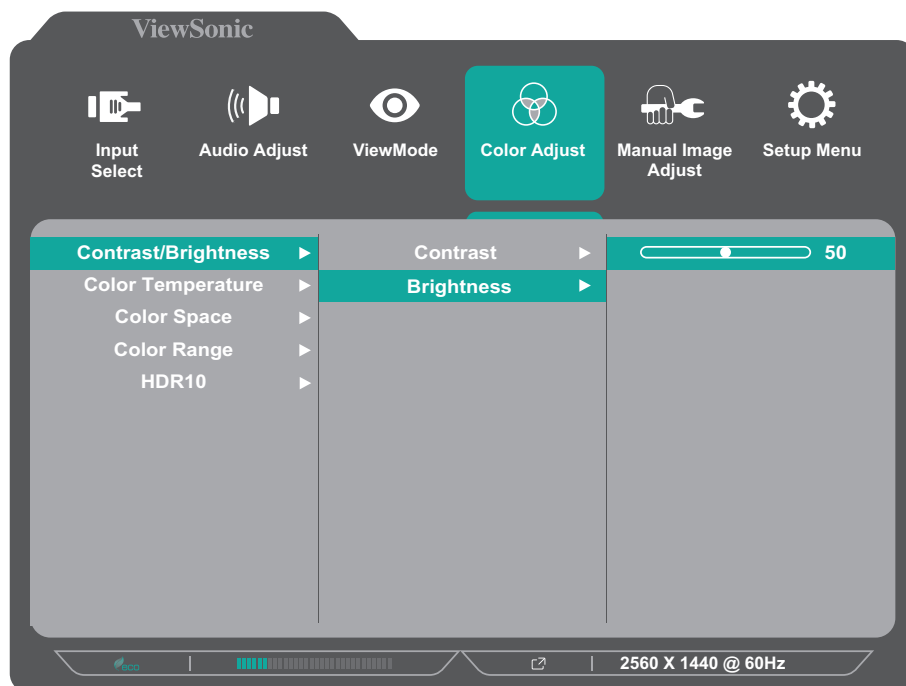 ViewSonic
Input
Select
Audio Adjust
ViewMode
Color Adjust
Manual Image
Adjust
Setup Menu
Contrast/Brightness
Contrast
50
Color Temperature
Brightness
Color Space
Color Range
HDR10
eco
2560 X 1440 @ 60Hz